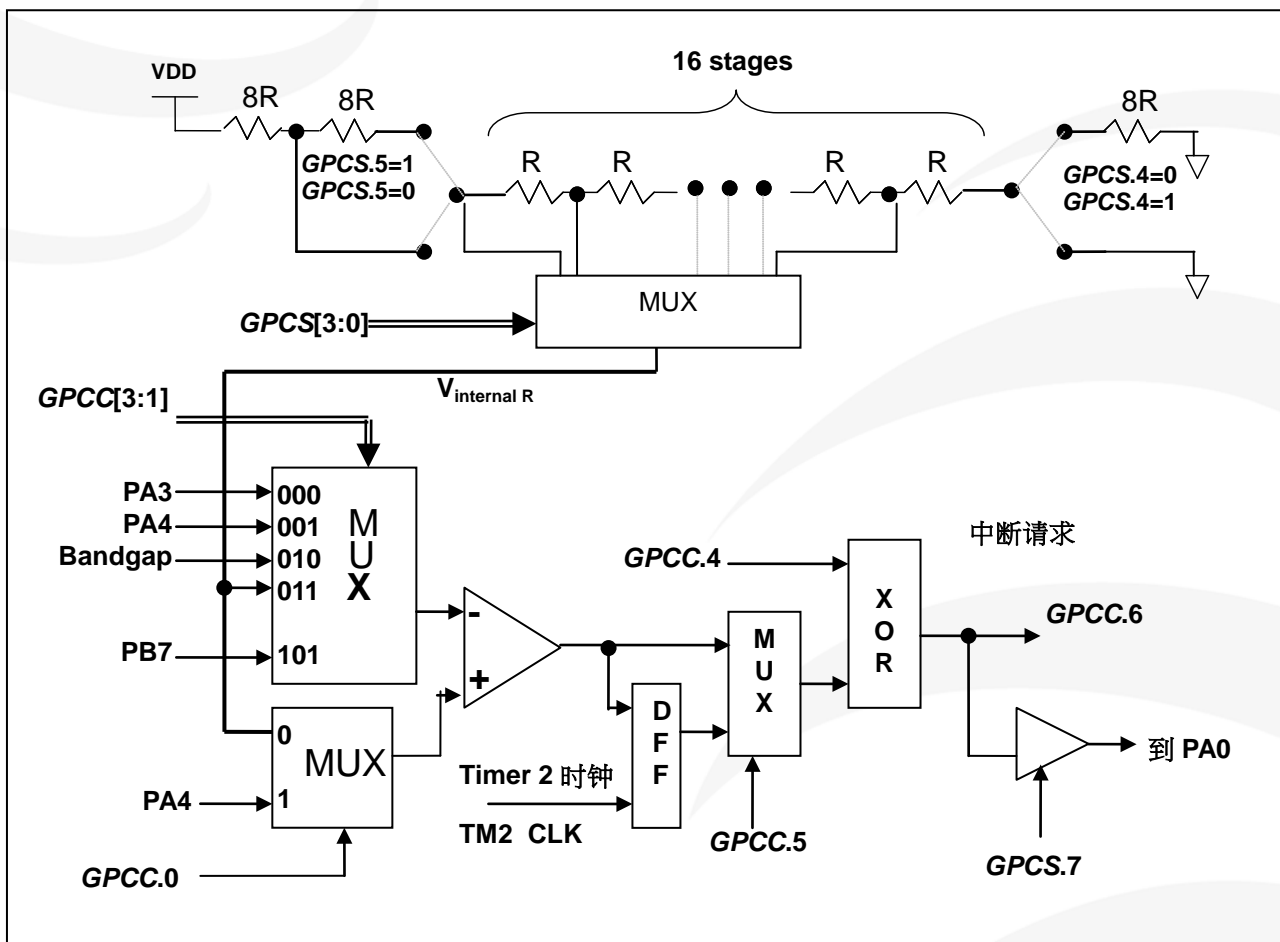 16 stages
VDD
8R
8R
8R
GPCS.5=1
GPCS.5=0
R
R
R
R
GPCS.4=0
GPCS.4=1
MUX
GPCS[3:0]
V internal R
GPCC[3:1]
PA3
000
PA4
001
Bandgap
010
011
PB7
101
M
U
X
-
+
0
1
MUX
PA4
GPCC.0
D
F
F
Timer 2 时钟
TM2 CLK
M
U
X
GPCC.5
GPCC.4
X
O
R
中断请求
GPCC.6
到 PA0
GPCS.7